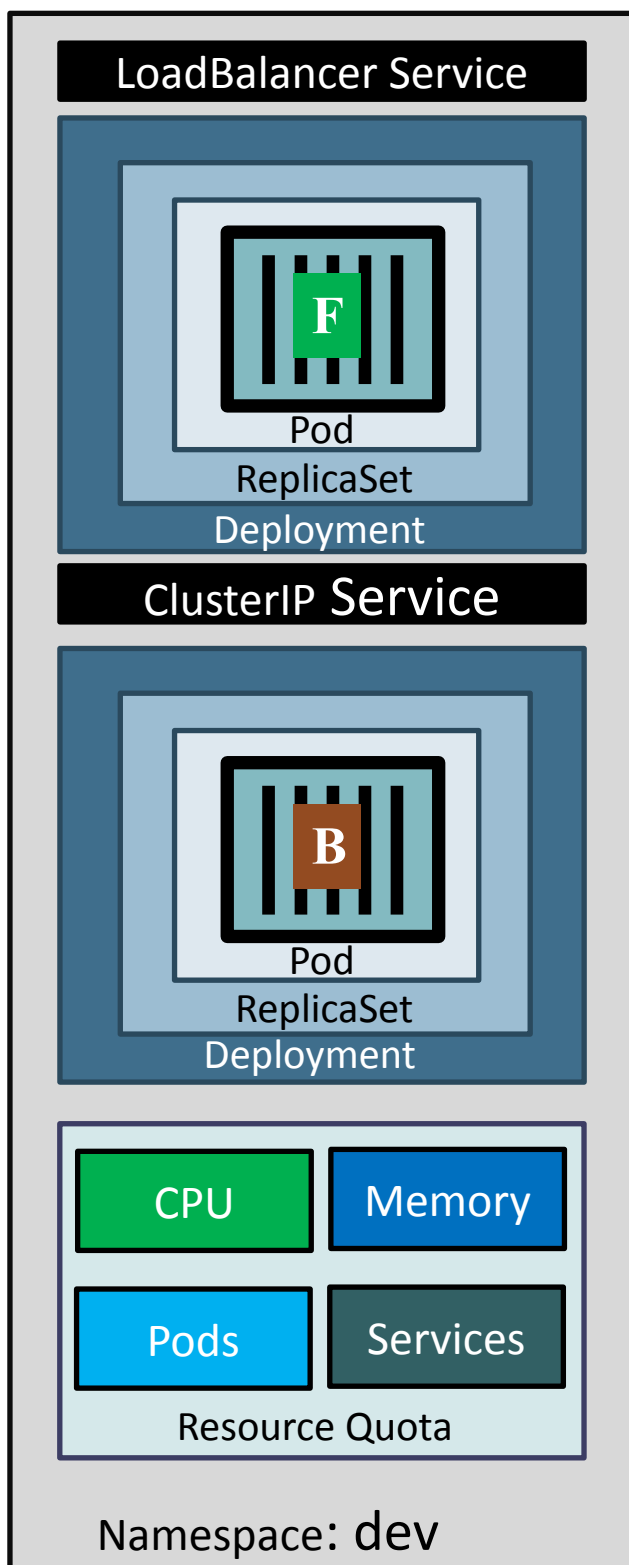 LoadBalancer Service
F
Pod
ReplicaSet
Deployment
ClusterIP Service
B
Pod
ReplicaSet
Deployment
CPU Memory
Pods Services
Resource Quota
Namespace: dev